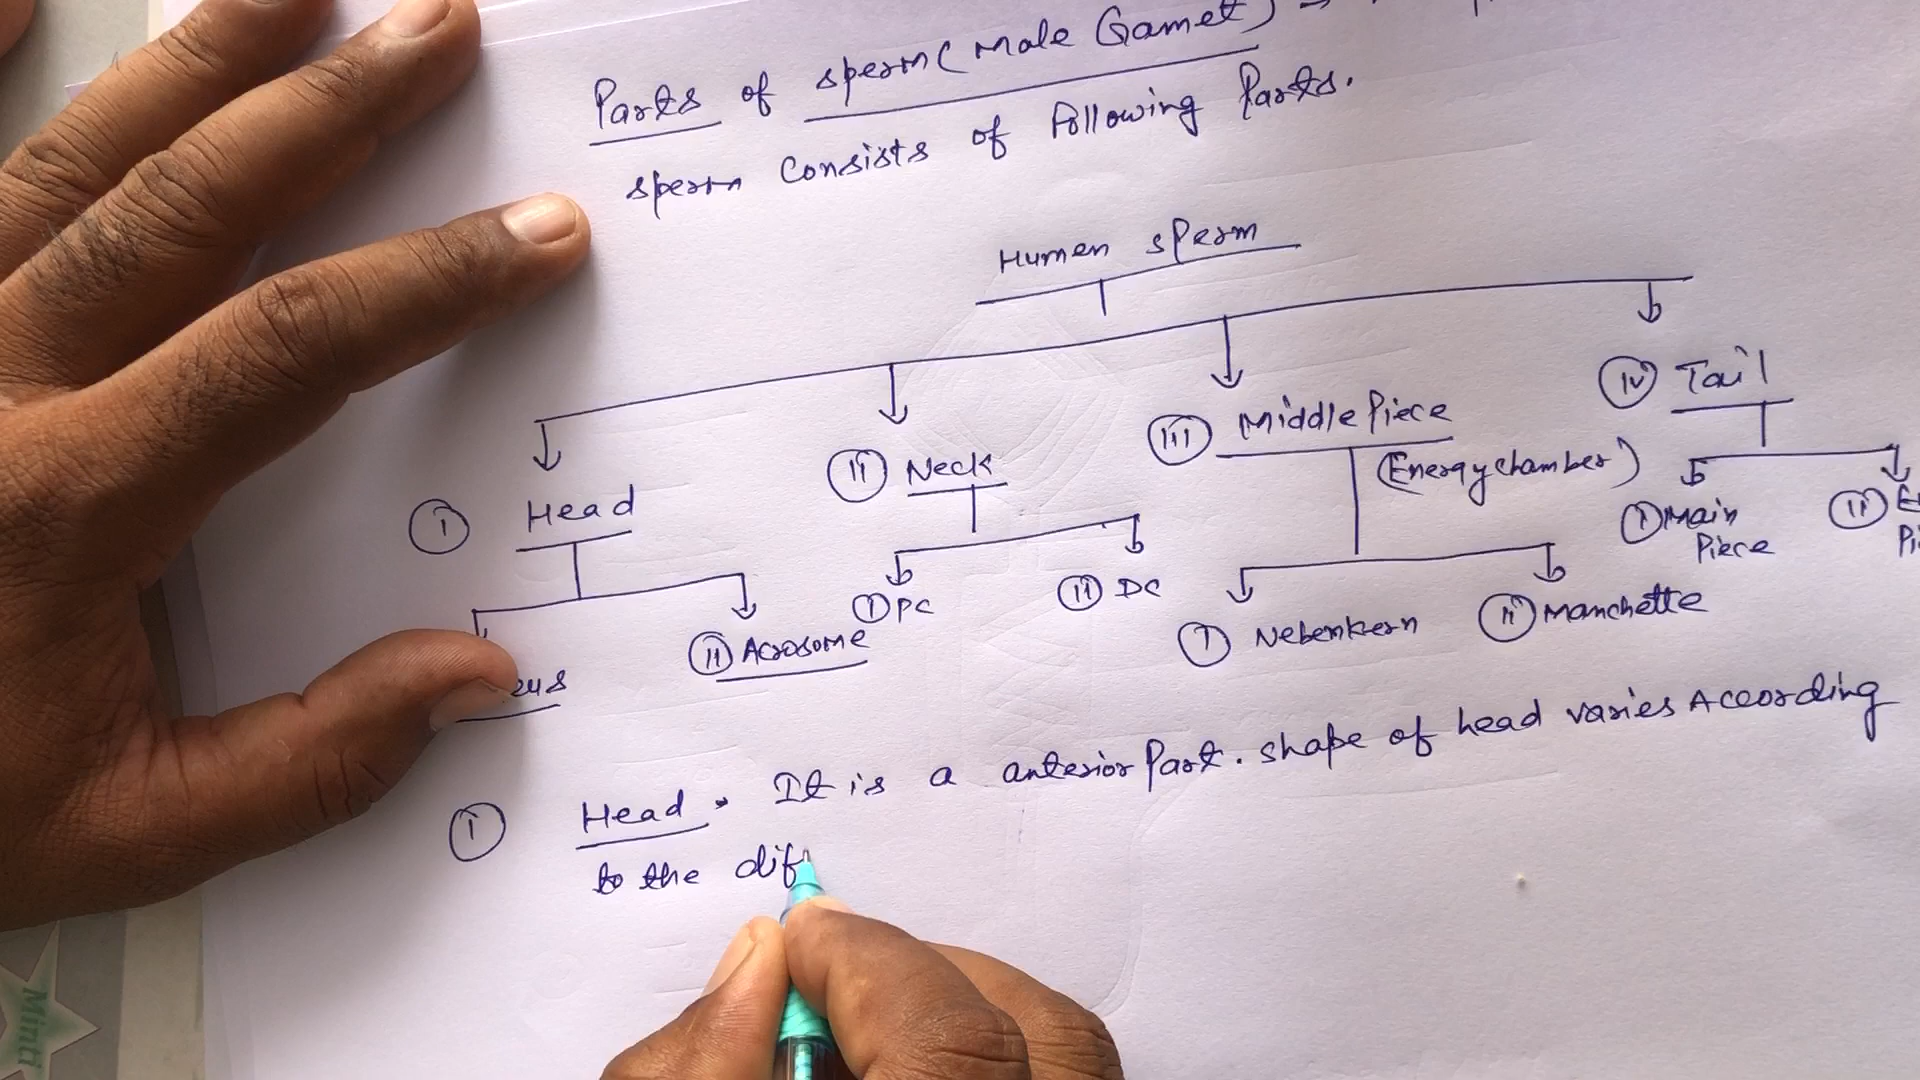 Parts of sperm (Male Gamet) →
sperm consists of following Parts.
Human sperm
(I) Head
(II) Neck
(III) Middle Piece
(Energy chamber)
(IV) Tail
(II) Acrosome
(I) PC
(II) DC
(I) Nebenkern
(II) Manchette
(I) Main
Piece
(II)
(I) Head • It is a anterior Part. shape of head varies According
to the dif
Minti